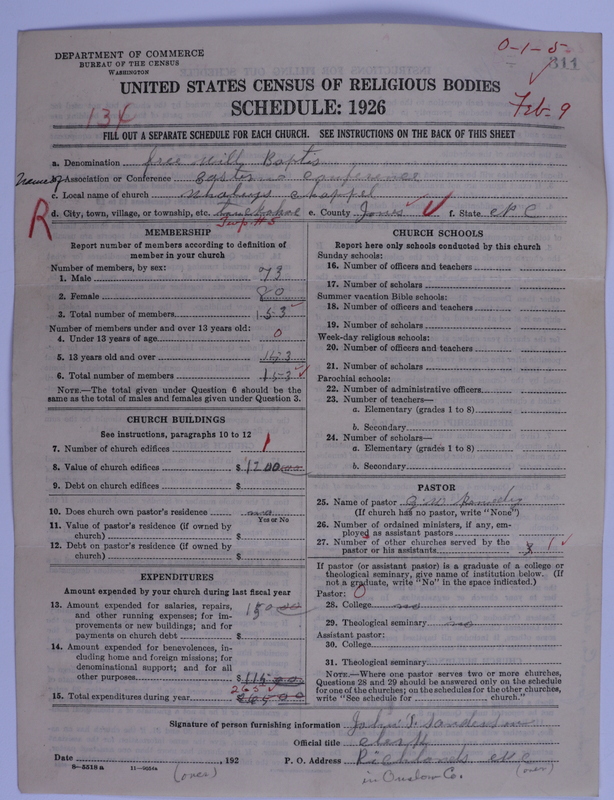 DEPARTMENT OF COMMERCE
BUREAU OF THE CENSUS
WASHINGTON
0-1-5
311
UNITED STATES CENSUS OF RELIGIOUS BODIES
SCHEDULE: 1926
134
Feb. 9
FILL OUT A SEPARATE SCHEDULE FOR EACH CHURCH. SEE INSTRUCTIONS ON THE BACK OF THIS SHEET
a. Denomination free Will Baptis
Name of
b. Association or Conference Eastern Conference
c. Local name of church Whaleys chappel
R
d. City, town, village, or township, etc. e. County Jones f. State N C
Twp # 5
MEMBERSHIP
Report number of members according to definition of
member in your church
Number of members, by sex:
1. Male 73
2. Female 80
3. Total number of members 153
Number of members under and over 13 years old:
4. Under 13 years of age 0
5. 13 years old and over 153
6. Total number of members 153
NOTE.—The total given under Question 6 should be
same as the total of males and females given under Question 3.
CHURCH BUILDINGS
See instructions, paragraphs 10 to 12
7. Number of church edifices 1
8. Value of church edifices $ 1200
9. Debt on church edifices $
10. Does church own pastor's residence no
Yes or No
11. Value of pastor's residence (if owned by
church) $
12. Debt on pastor's residence (if owned by
church) $
EXPENDITURES
Amount expended by your church during last fiscal year
13. Amount expended for salaries, repairs,
and other running expenses; for im-
provements or new buildings; and for
payments on church debt $ 150 00
14. Amount expended for benevolences, in-
cluding home and foreign missions; for
denominational support; and for all
other purposes $ 115 00
265
15. Total expenditures during year $
CHURCH SCHOOLS
Report here only schools conducted by this church
Sunday schools:
16. Number of officers and teachers
17. Number of scholars
Summer vacation Bible schools:
18. Number of officers and teachers
19. Number of scholars
Week-day religious schools:
20. Number of officers and teachers
21. Number of scholars
Parochial schools:
22. Number of administrative officers
23. Number of teachers—
a. Elementary (grades 1 to 8)
b. Secondary
24. Number of scholars—
a. Elementary (grades 1 to 8)
b. Secondary
PASTOR
25. Name of pastor
(If church has no pastor, write "None")
26. Number of ordained ministers, if any, em-
ployed as assistant pastors
27. Number of other churches served by the
pastor or his assistants 3 1
If pastor (or assistant pastor) is a graduate of a college or
theological seminary, give name of institution below. (If
not a graduate, write "No" in the space indicated.)
Pastor: 0
28. College no
29. Theological seminary no
Assistant pastor:
30. College
31. Theological seminary
NOTE.—Where one pastor serves two or more churches,
Questions 28 and 29 should be answered only on the schedule
for one of the churches; on the schedules for the other churches,
write "See schedule for church."
Signature of person furnishing information John T. Sanderson
Official title clerk
Date , 192 P. O. Address Richlands N C
8—5518 a 11—9054a
(over)
in Onslow Co.
(over)